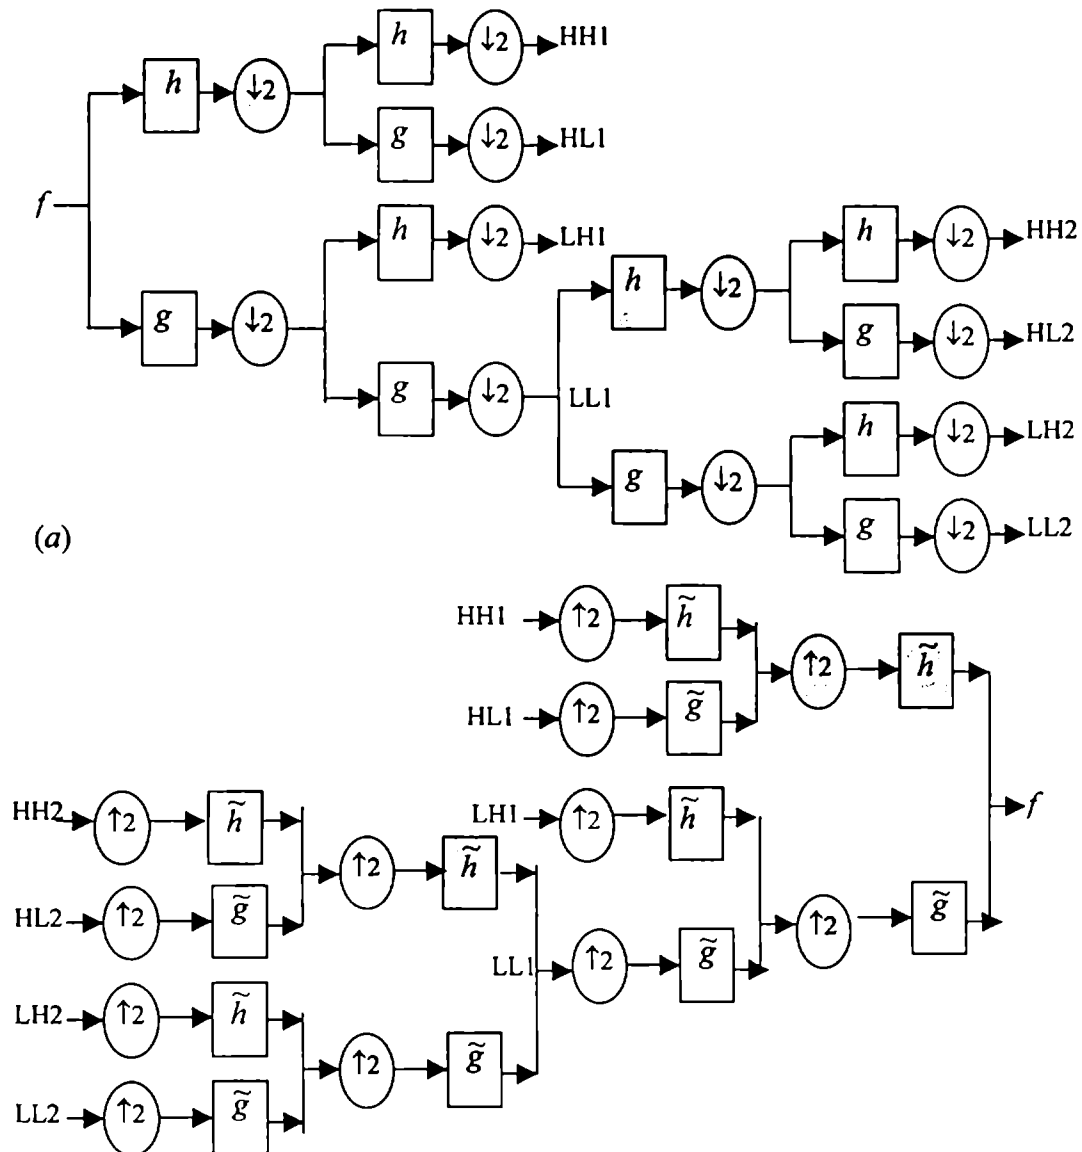 h ↓2 h ↓2 HH1
g ↓2 HL1
f
g ↓2 h ↓2 LH1
g ↓2 LL1
h ↓2 h ↓2 HH2
g ↓2 HL2
g ↓2 h ↓2 LH2
g ↓2 LL2
(a)
HH1 ↑2 h̃ ↑2 h̃
HL1 ↑2 g̃
f
HH2 ↑2 h̃ ↑2 h̃
HL2 ↑2 g̃
LH1 ↑2 h̃ ↑2 g̃
LL1 ↑2 g̃
LH2 ↑2 h̃ ↑2 g̃
LL2 ↑2 g̃